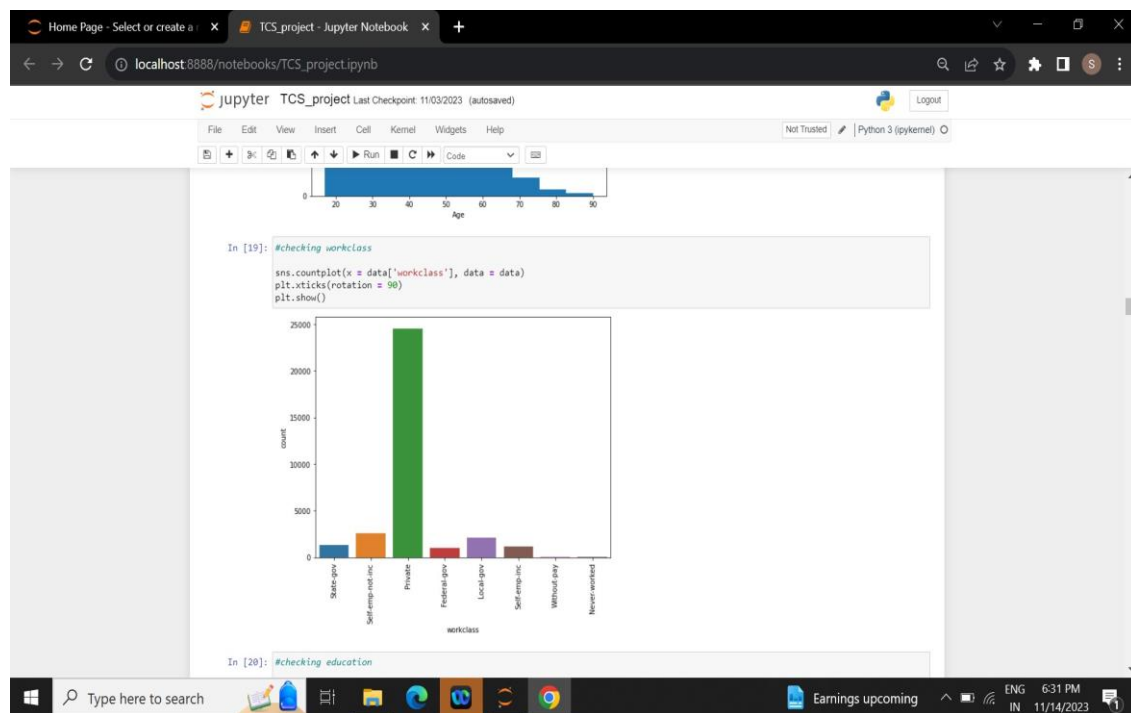 Home Page - Select or create a
TCS_project - Jupyter Notebook
localhost:8888/notebooks/TCS_project.ipynb
S
jupyter TCS_project Last Checkpoint: 11/03/2023 (autosaved)
Logout
File Edit View Insert Cell Kernel Widgets Help
Not Trusted
Python 3 (ipykernel)
Run
Code
0
20 30 40 50 60 70 80 90
Age
In [19]: #checking workclass
sns.countplot(x = data['workclass'], data = data)
plt.xticks(rotation = 90)
plt.show()
25000
20000
15000
10000
5000
0
count
State-gov
Self-emp-not-inc
Private
Federal-gov
Local-gov
Self-emp-inc
Without-pay
Never-worked
workclass
In [20]: #checking education
Type here to search
Earnings upcoming
ENG
IN
6:31 PM
11/14/2023
1